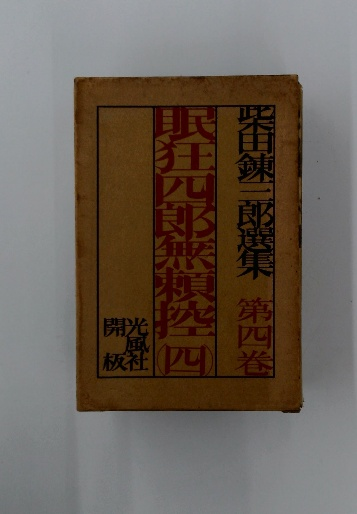 柴田錬三郎選集 第四巻
眠狂四郎無頼控(四)
光風社
開板